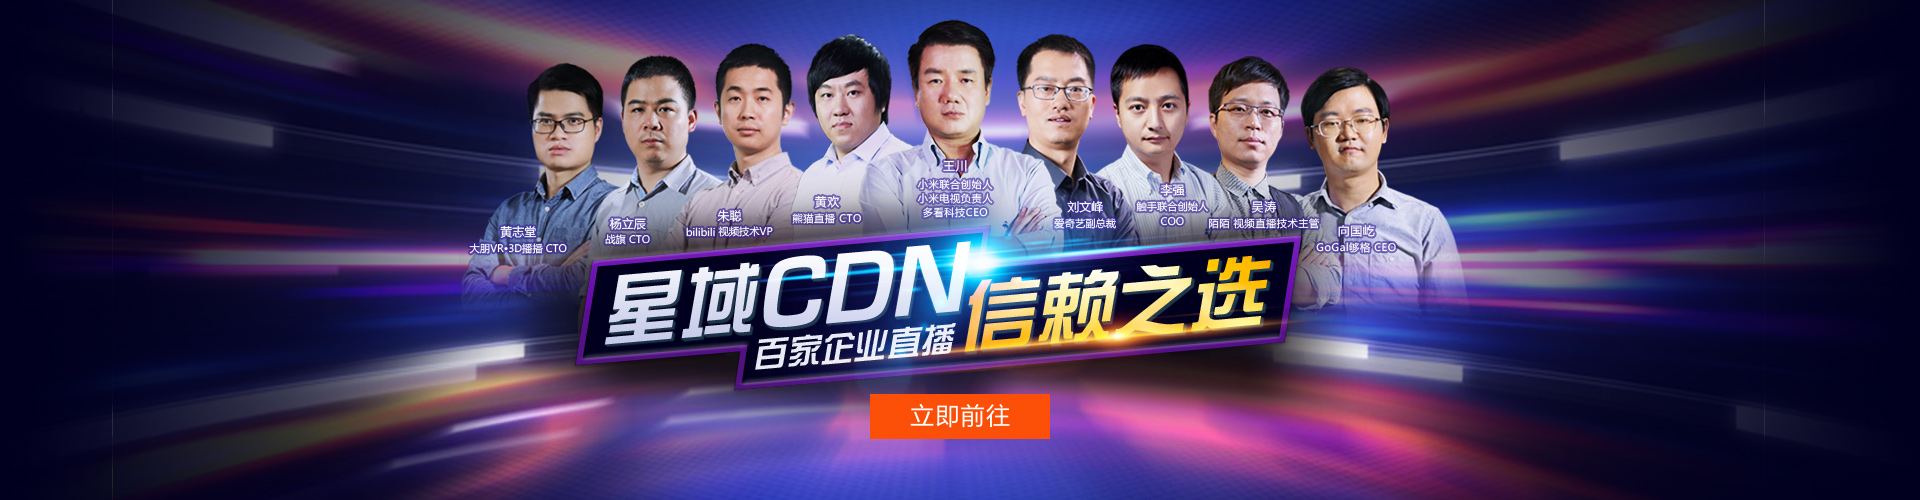 王川
小米联合创始人
小米电视负责人
多看科技CEO
黄志堂
大朋VR•3D播播 CTO
杨立辰
战旗 CTO
朱聪
bilibili 视频技术VP
黄欢
熊猫直播 CTO
刘文峰
爱奇艺副总裁
李强
触手联合创始人
COO
吴涛
陌陌 视频直播技术主管
向国屹
GoGal够格 CEO
星域CDN
百家企业直播
信赖之选
立即前往